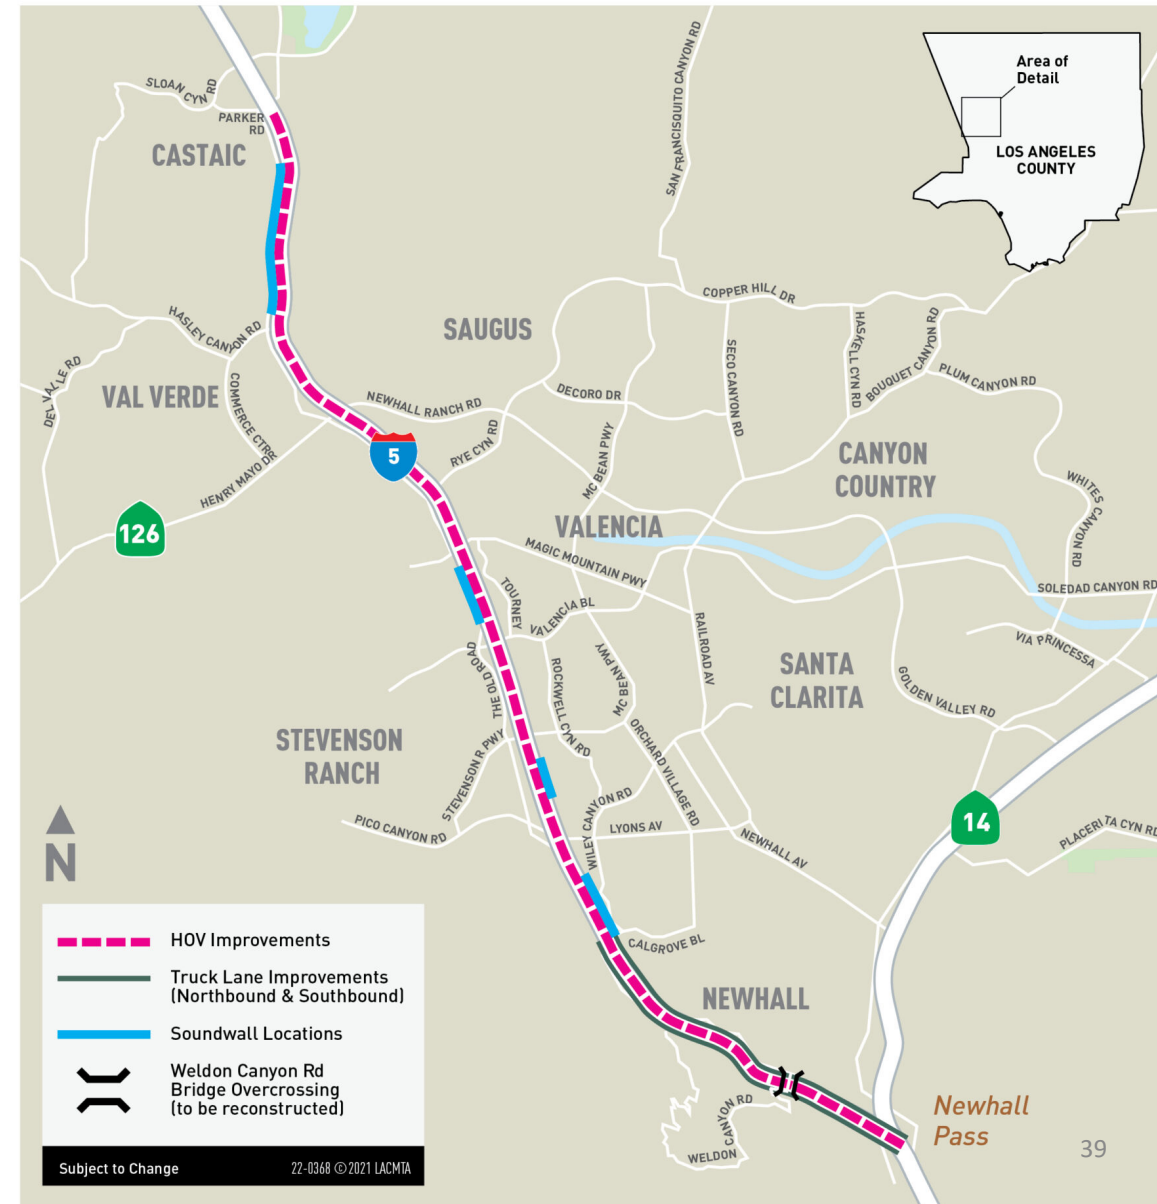 SLOAN CYN RD
PARKER
RD
CASTAIC
SAN FRANCISQUITO CANYON RD
Area of
Detail
LOS ANGELES
COUNTY
HASLEY CANYON RD
DEL VALLE RD
VAL VERDE
COMMERCE CTR
HENRY MAYO DR
126
SAUGUS
NEWHALL RANCH RD
5
RYE CYN RD
DECORO DR
MC BEAN PWY
COPPER HILL DR
SECO CANYON RD
HASKELL CYN RD
BOUQUET CANYON RD
PLUM CANYON RD
CANYON
COUNTRY
WHITES CANYON RD
VALENCIA
MAGIC MOUNTAIN PWY
TOURNEY
VALENCIA BL
SOLEDAD CANYON RD
VIA PRINCESSA
RAILROAD AV
THE OLD ROAD
ROCKWELL CYN RD
MC BEAN PWY
SANTA
CLARITA
GOLDEN VALLEY RD
STEVENSON
RANCH
STEVENSON R PWY
ORCHARD VILLAGE RD
PICO CANYON RD
WILEY CANYON RD
LYONS AV
NEWHALL AV
14
PLACERITA CYN RD
CALGROVE BL
NEWHALL
WELDON CANYON RD
Newhall
Pass
N
HOV Improvements
Truck Lane Improvements
(Northbound & Southbound)
Soundwall Locations
Weldon Canyon Rd
Bridge Overcrossing
(to be reconstructed)
Subject to Change
22-0368 ©2021 LACMTA
39